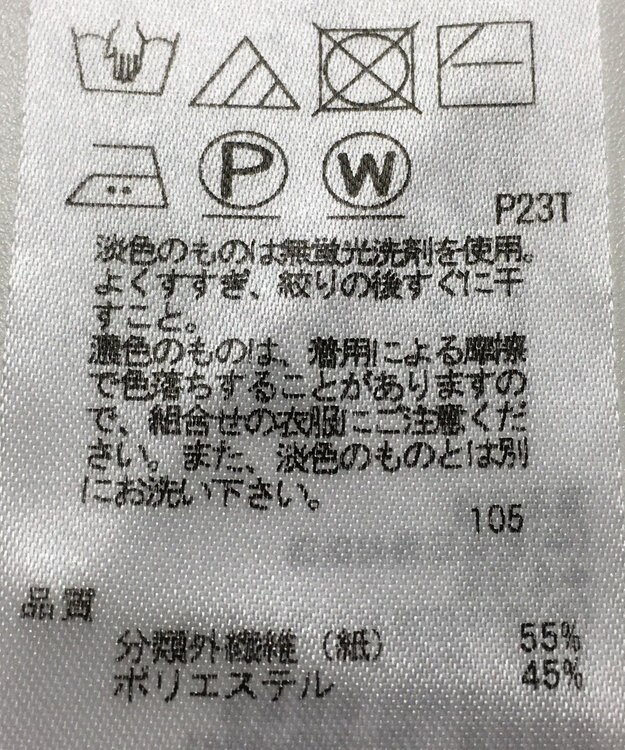 P W
P23T
淡色のものは無蛍光洗剤を使用。
よくすすぎ、絞りの後すぐに干
すこと。
濃色のものは、着用による摩擦
で色落ちすることがありますの
で、組合せの衣服にご注意くだ
さい。また、淡色のものとは別
にお洗い下さい。
105
品質
分類外繊維（紙） 55%
ポリエステル 45%